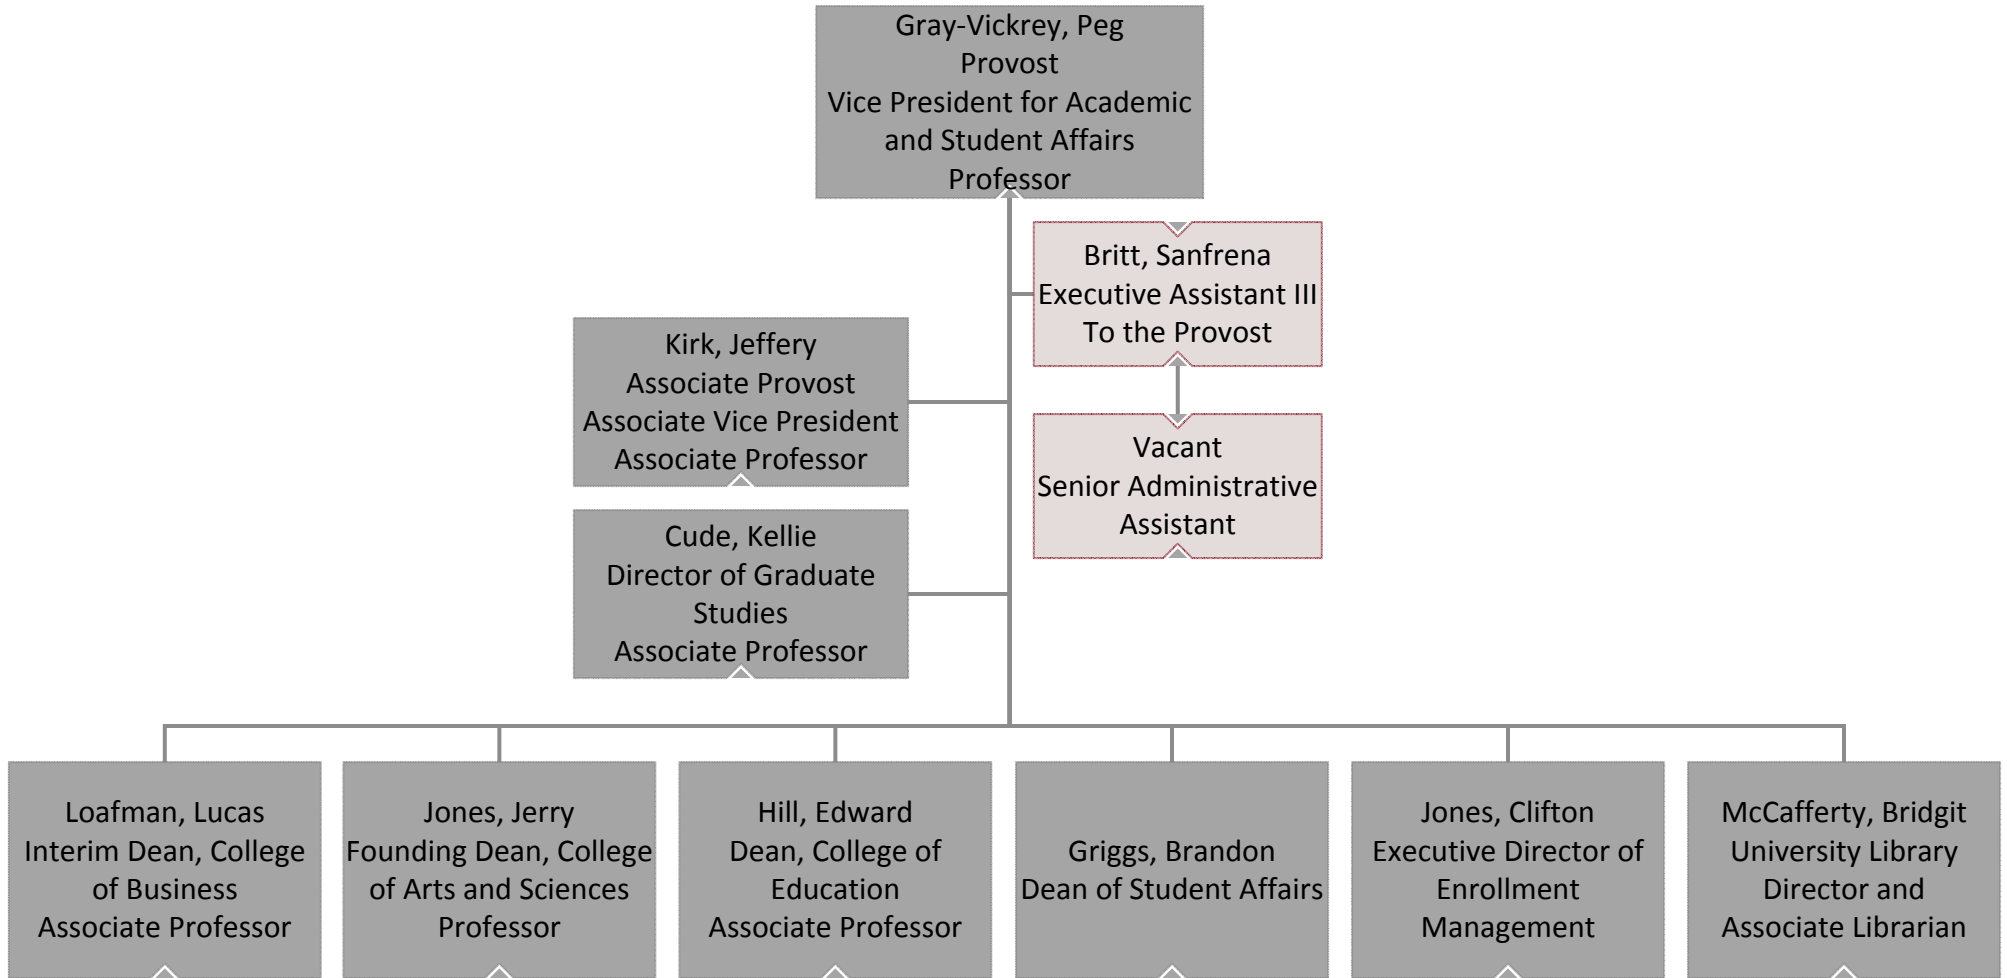 Gray-Vickrey, Peg
Provost
Vice President for Academic
and Student Affairs
Professor
Britt, Sanfrena
Executive Assistant III
To the Provost
Kirk, Jeffery
Associate Provost
Associate Vice President
Associate Professor
Vacant
Senior Administrative
Assistant
Cude, Kellie
Director of Graduate
Studies
Associate Professor
Loafman, Lucas
Interim Dean, College
of Business
Associate Professor
Jones, Jerry
Founding Dean, College
of Arts and Sciences
Professor
Hill, Edward
Dean, College of
Education
Associate Professor
Griggs, Brandon
Dean of Student Affairs
Jones, Clifton
Executive Director of
Enrollment
Management
McCafferty, Bridgit
University Library
Director and
Associate Librarian